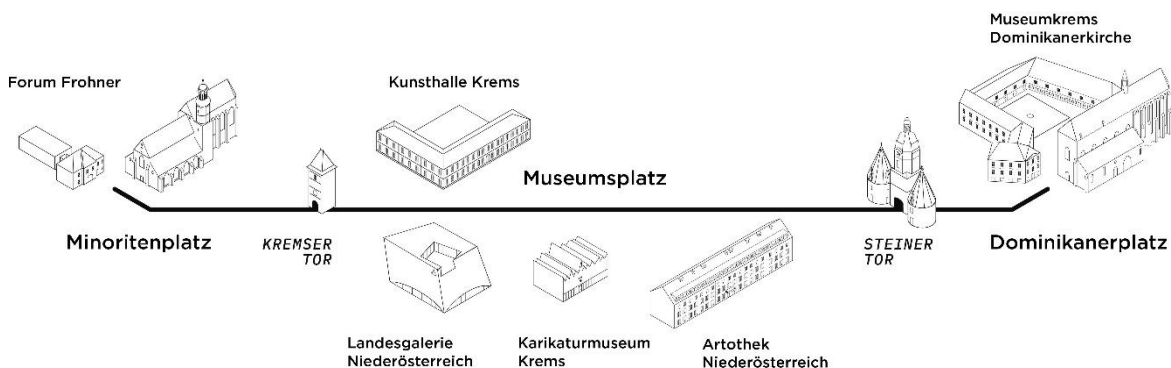 Museumkrems
Dominikanerkirche
Forum Frohner
Kunsthalle Krems
Museumsplatz
Minoritenplatz
KREMSER
TOR
STEINER
TOR
Dominikanerplatz
Landesgalerie
Niederösterreich
Karikaturmuseum
Krems
Artothek
Niederösterreich